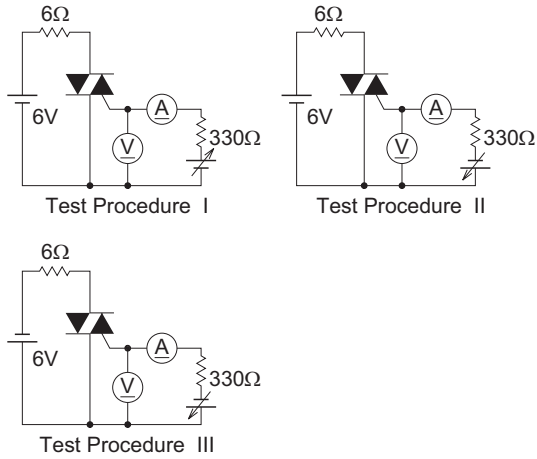 6Ω
6V
A
V
330Ω
Test Procedure I
6Ω
6V
A
V
330Ω
Test Procedure II
6Ω
6V
A
V
330Ω
Test Procedure III